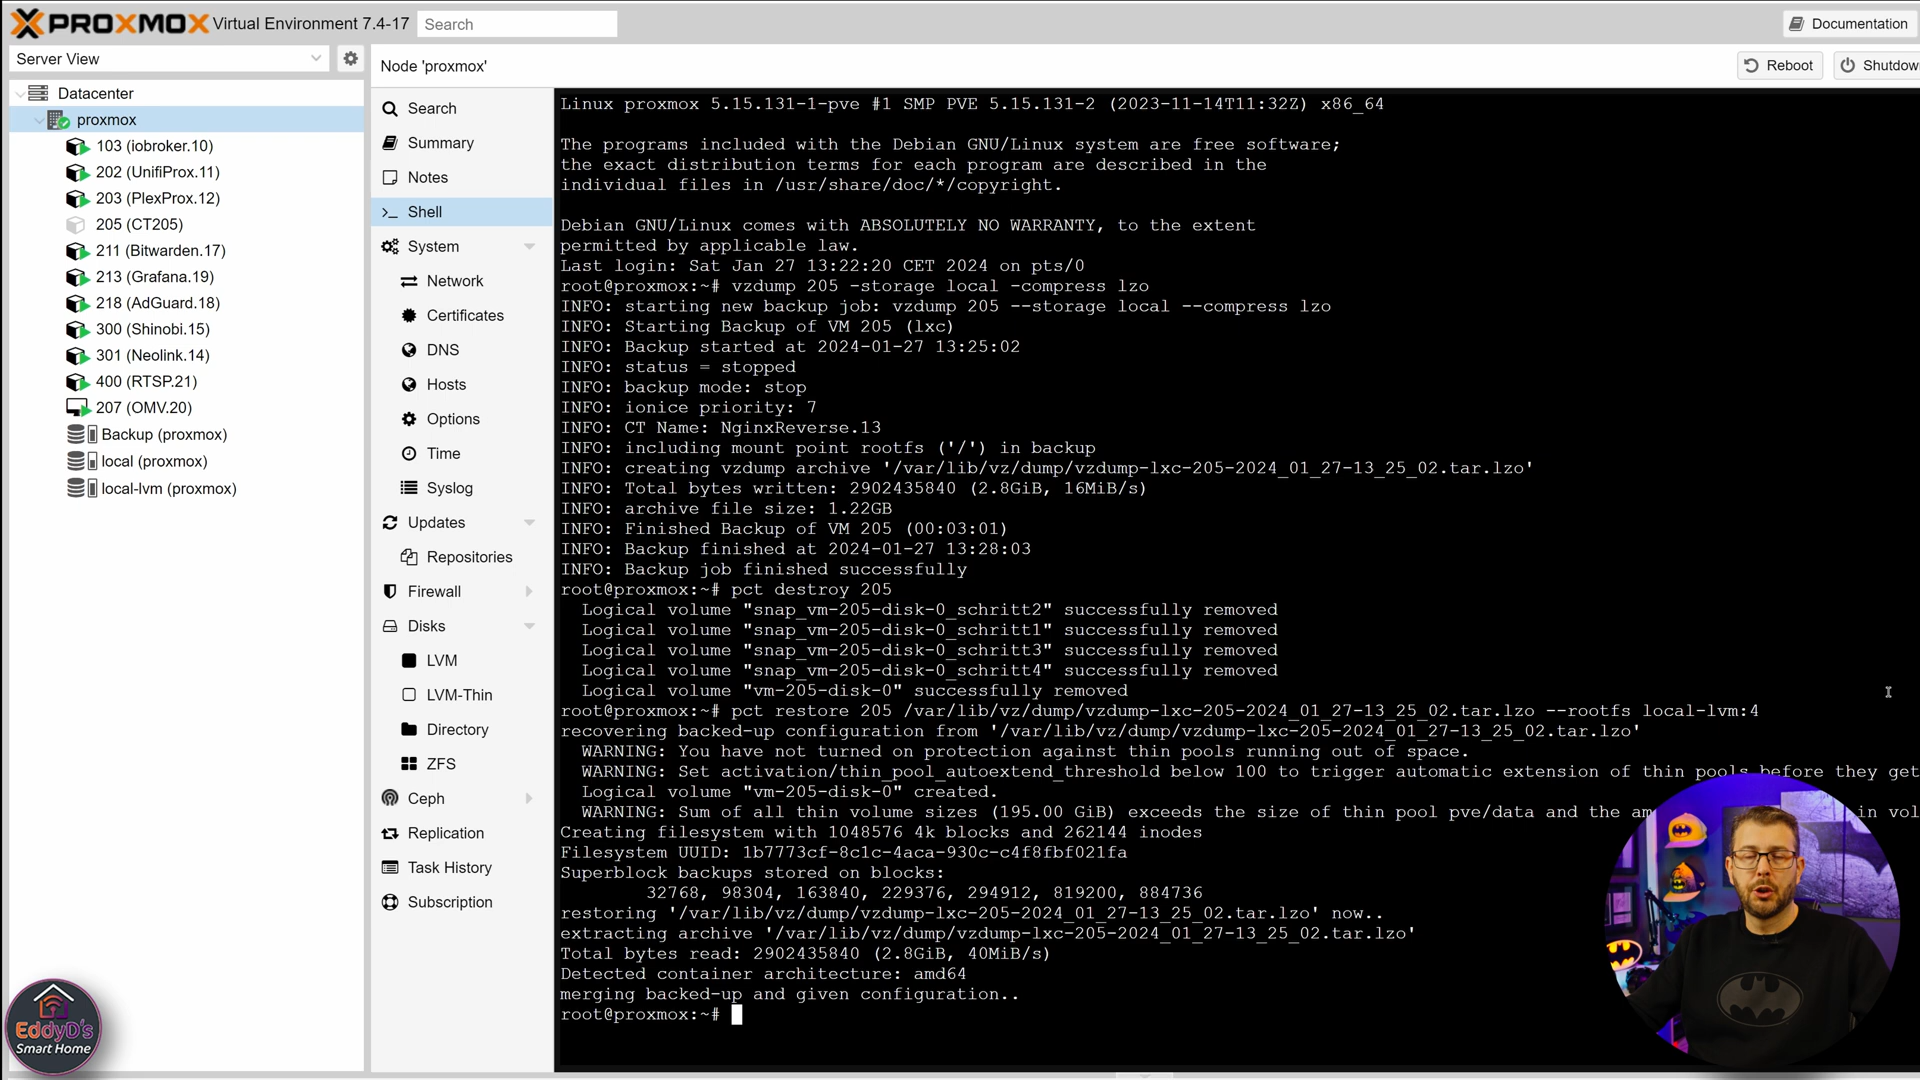 PROXMOX Virtual Environment 7.4-17 Search Documentation
Server View
Node 'proxmox' Reboot Shutdow
Datacenter
proxmox
103 (iobroker.10)
202 (UnifiProx.11)
203 (PlexProx.12)
205 (CT205)
211 (Bitwarden.17)
213 (Grafana.19)
218 (AdGuard.18)
300 (Shinobi.15)
301 (Neolink.14)
400 (RTSP.21)
207 (OMV.20)
Backup (proxmox)
local (proxmox)
local-lvm (proxmox)
Search
Summary
Notes
>_ Shell
System
Network
Certificates
DNS
Hosts
Options
Time
Syslog
Updates
Repositories
Firewall
Disks
LVM
LVM-Thin
Directory
ZFS
Ceph
Replication
Task History
Subscription
Linux proxmox 5.15.131-1-pve #1 SMP PVE 5.15.131-2 (2023-11-14T11:32Z) x86_64
The programs included with the Debian GNU/Linux system are free software;
the exact distribution terms for each program are described in the
individual files in /usr/share/doc/*/copyright.
Debian GNU/Linux comes with ABSOLUTELY NO WARRANTY, to the extent
permitted by applicable law.
Last login: Sat Jan 27 13:22:20 CET 2024 on pts/0
root@proxmox:~# vzdump 205 -storage local -compress lzo
INFO: starting new backup job: vzdump 205 --storage local --compress lzo
INFO: Starting Backup of VM 205 (lxc)
INFO: Backup started at 2024-01-27 13:25:02
INFO: status = stopped
INFO: backup mode: stop
INFO: ionice priority: 7
INFO: CT Name: NginxReverse.13
INFO: including mount point rootfs ('/') in backup
INFO: creating vzdump archive '/var/lib/vz/dump/vzdump-lxc-205-2024_01_27-13_25_02.tar.lzo'
INFO: Total bytes written: 2902435840 (2.8GiB, 16MiB/s)
INFO: archive file size: 1.22GB
INFO: Finished Backup of VM 205 (00:03:01)
INFO: Backup finished at 2024-01-27 13:28:03
INFO: Backup job finished successfully
root@proxmox:~# pct destroy 205
Logical volume "snap_vm-205-disk-0_schritt2" successfully removed
Logical volume "snap_vm-205-disk-0_schritt1" successfully removed
Logical volume "snap_vm-205-disk-0_schritt3" successfully removed
Logical volume "snap_vm-205-disk-0_schritt4" successfully removed
Logical volume "vm-205-disk-0" successfully removed
root@proxmox:~# pct restore 205 /var/lib/vz/dump/vzdump-lxc-205-2024_01_27-13_25_02.tar.lzo --rootfs local-lvm:4
recovering backed-up configuration from '/var/lib/vz/dump/vzdump-lxc-205-2024_01_27-13_25_02.tar.lzo'
WARNING: You have not turned on protection against thin pools running out of space.
WARNING: Set activation/thin_pool_autoextend_threshold below 100 to trigger automatic extension of thin pools before they get
Logical volume "vm-205-disk-0" created.
WARNING: Sum of all thin volume sizes (195.00 GiB) exceeds the size of thin pool pve/data and the am in vol
Creating filesystem with 1048576 4k blocks and 262144 inodes
Filesystem UUID: 1b7773cf-8c1c-4aca-930c-c4f8fbf021fa
Superblock backups stored on blocks:
32768, 98304, 163840, 229376, 294912, 819200, 884736
restoring '/var/lib/vz/dump/vzdump-lxc-205-2024_01_27-13_25_02.tar.lzo' now..
extracting archive '/var/lib/vz/dump/vzdump-lxc-205-2024_01_27-13_25_02.tar.lzo'
Total bytes read: 2902435840 (2.8GiB, 40MiB/s)
Detected container architecture: amd64
merging backed-up and given configuration..
root@proxmox:~#
EddyD's
Smart Home